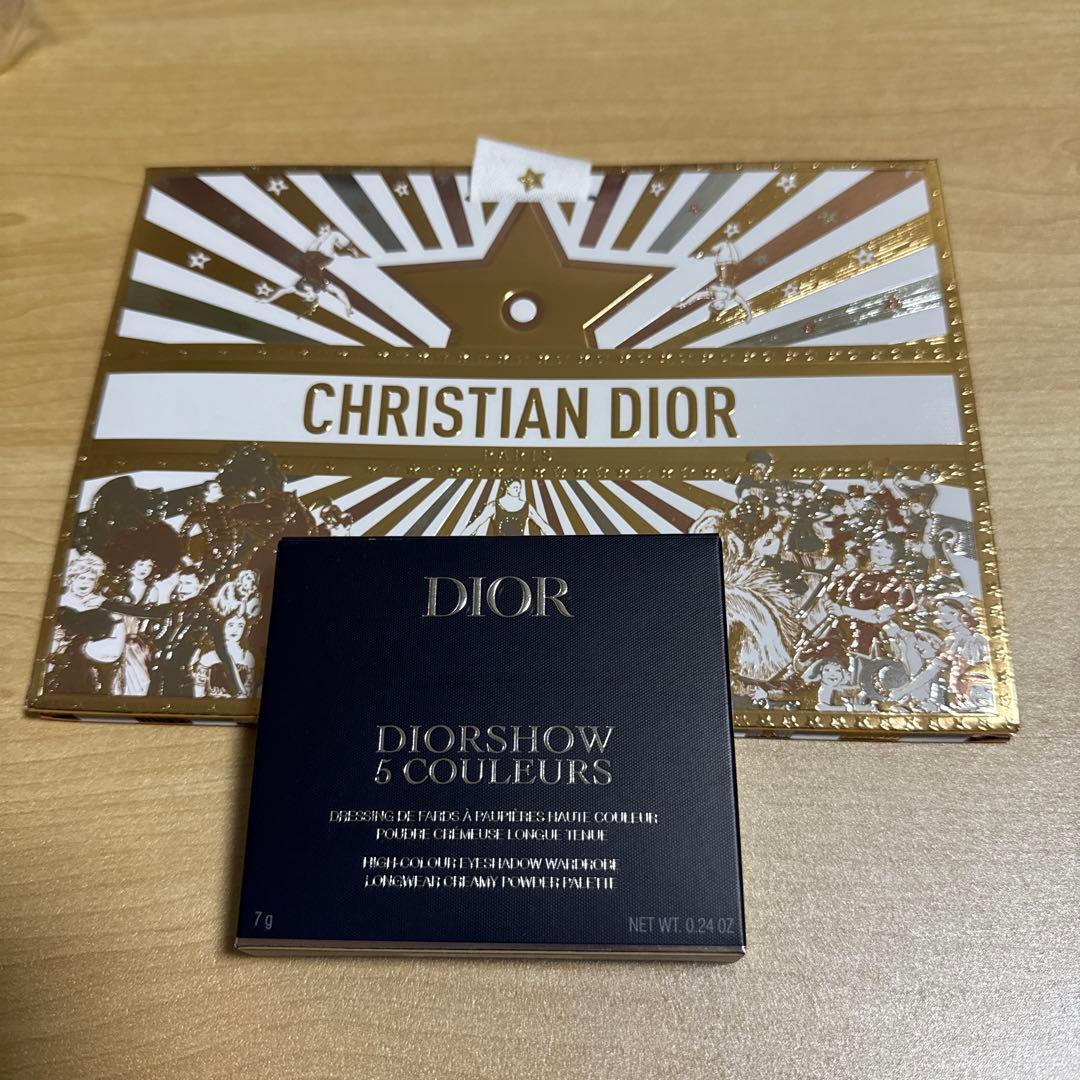 CHRISTIAN DIOR
PARIS
DIOR
DIORSHOW
5 COULEURS
DRESSING DE FARDS À PAUPIÈRES HAUTE COULEUR
POUDRE CRÉMEUSE LONGUE TENUE
HIGH-COLOUR EYESHADOW WARDROBE
LONGWEAR CREAMY POWDER PALETTE
7 g
NET WT. 0.24 OZ